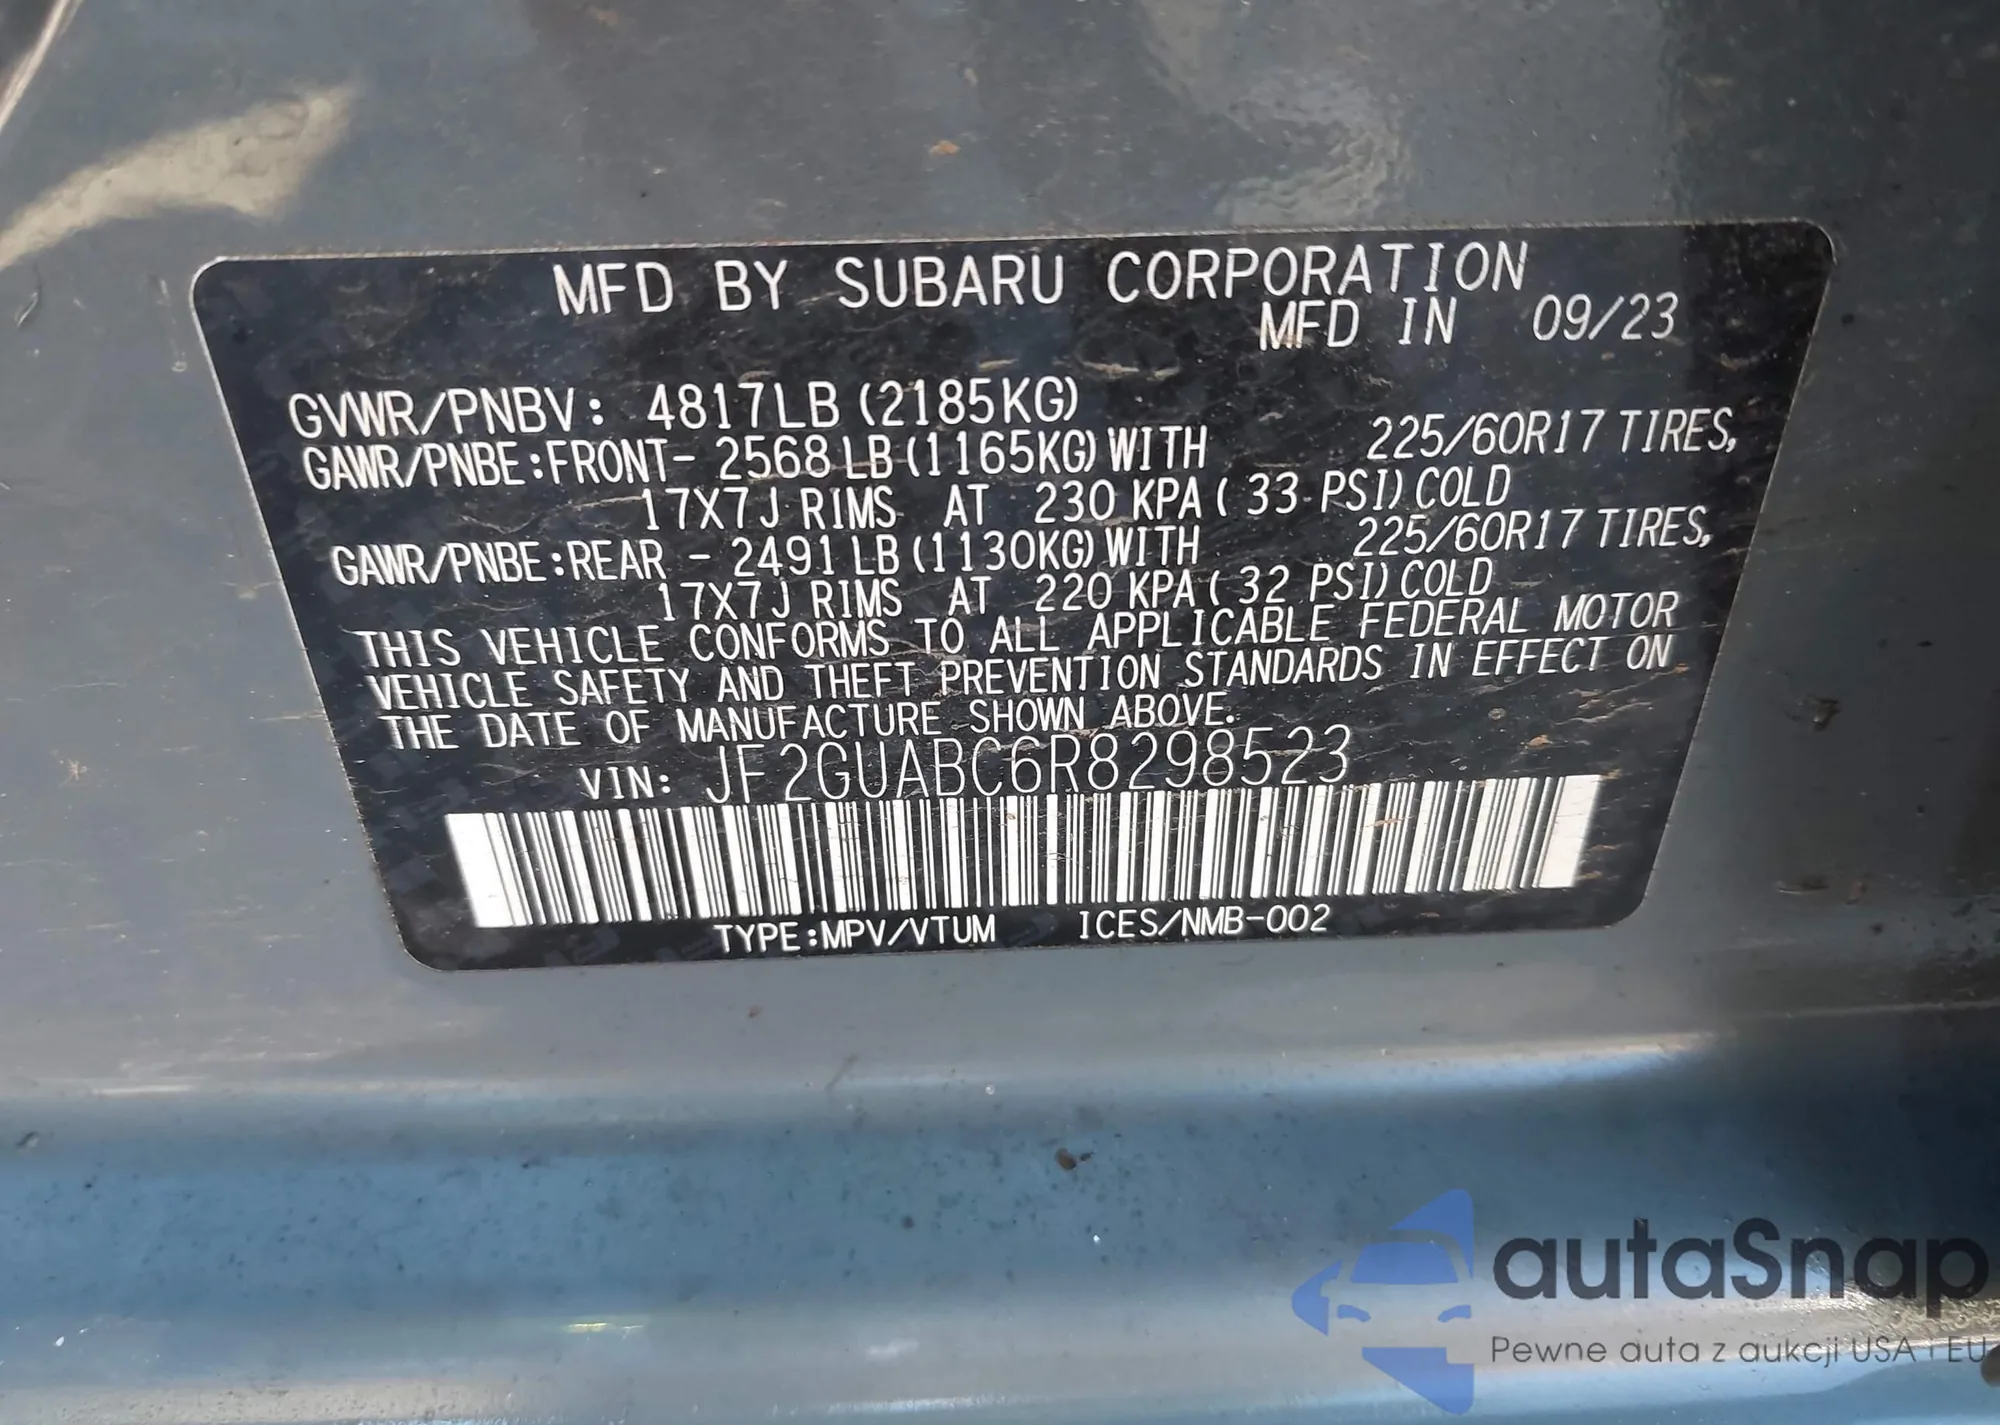 MFD BY SUBARU CORPORATION
MFD IN 09/23
GVWR/PNBV: 4817LB (2185KG)
GAWR/PNBE:FRONT- 2568LB(1165KG)WITH 225/60R17 TIRES,
17X7J RIMS AT 230 KPA( 33 PSI)COLD
GAWR/PNBE:REAR - 2491LB(1130KG)WITH 225/60R17 TIRES,
17X7J RIMS AT 220 KPA( 32 PSI)COLD
THIS VEHICLE CONFORMS TO ALL APPLICABLE FEDERAL MOTOR
VEHICLE SAFETY AND THEFT PREVENTION STANDARDS IN EFFECT ON
THE DATE OF MANUFACTURE SHOWN ABOVE.
VIN: JF2GUABC6R8298523
TYPE:MPV/VTUM ICES/NMB-002
autaSnap
Pewne auta z aukcji USA i EU